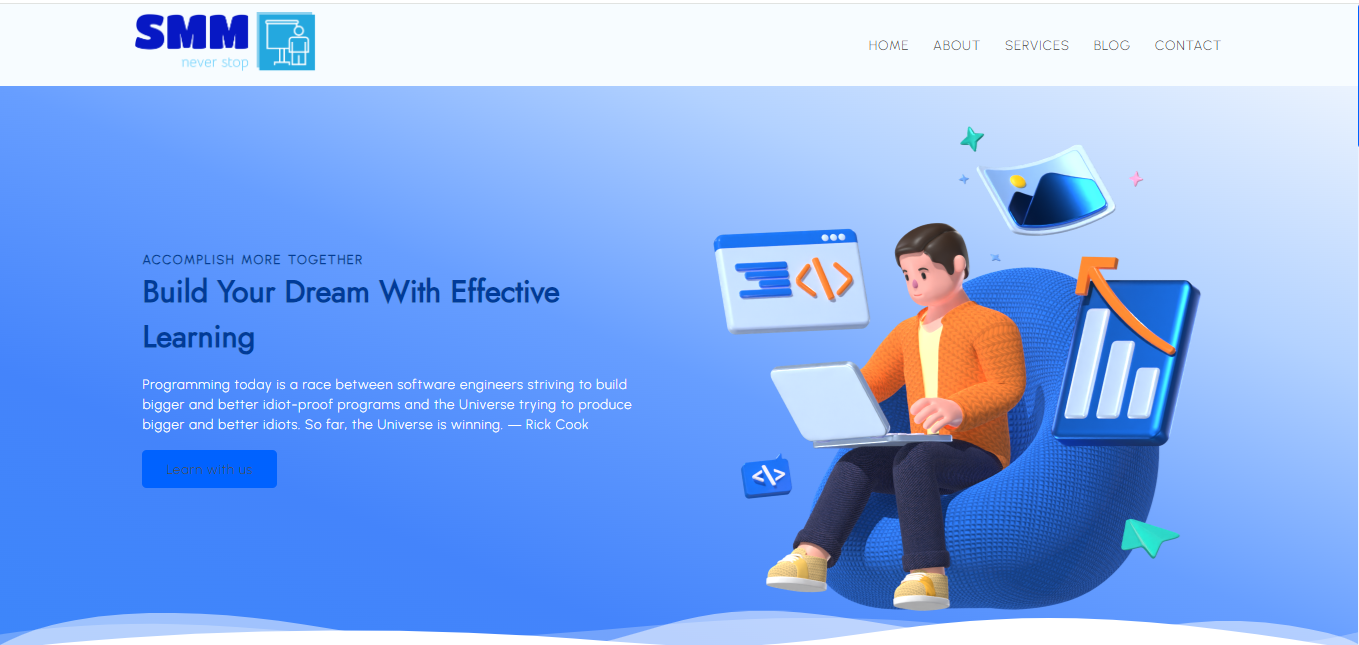 SMM
never stop
HOME ABOUT SERVICES BLOG CONTACT
ACCOMPLISH MORE TOGETHER
Build Your Dream With Effective
Learning
Programming today is a race between software engineers striving to build
bigger and better idiot-proof programs and the Universe trying to produce
bigger and better idiots. So far, the Universe is winning. — Rick Cook
Learn with us